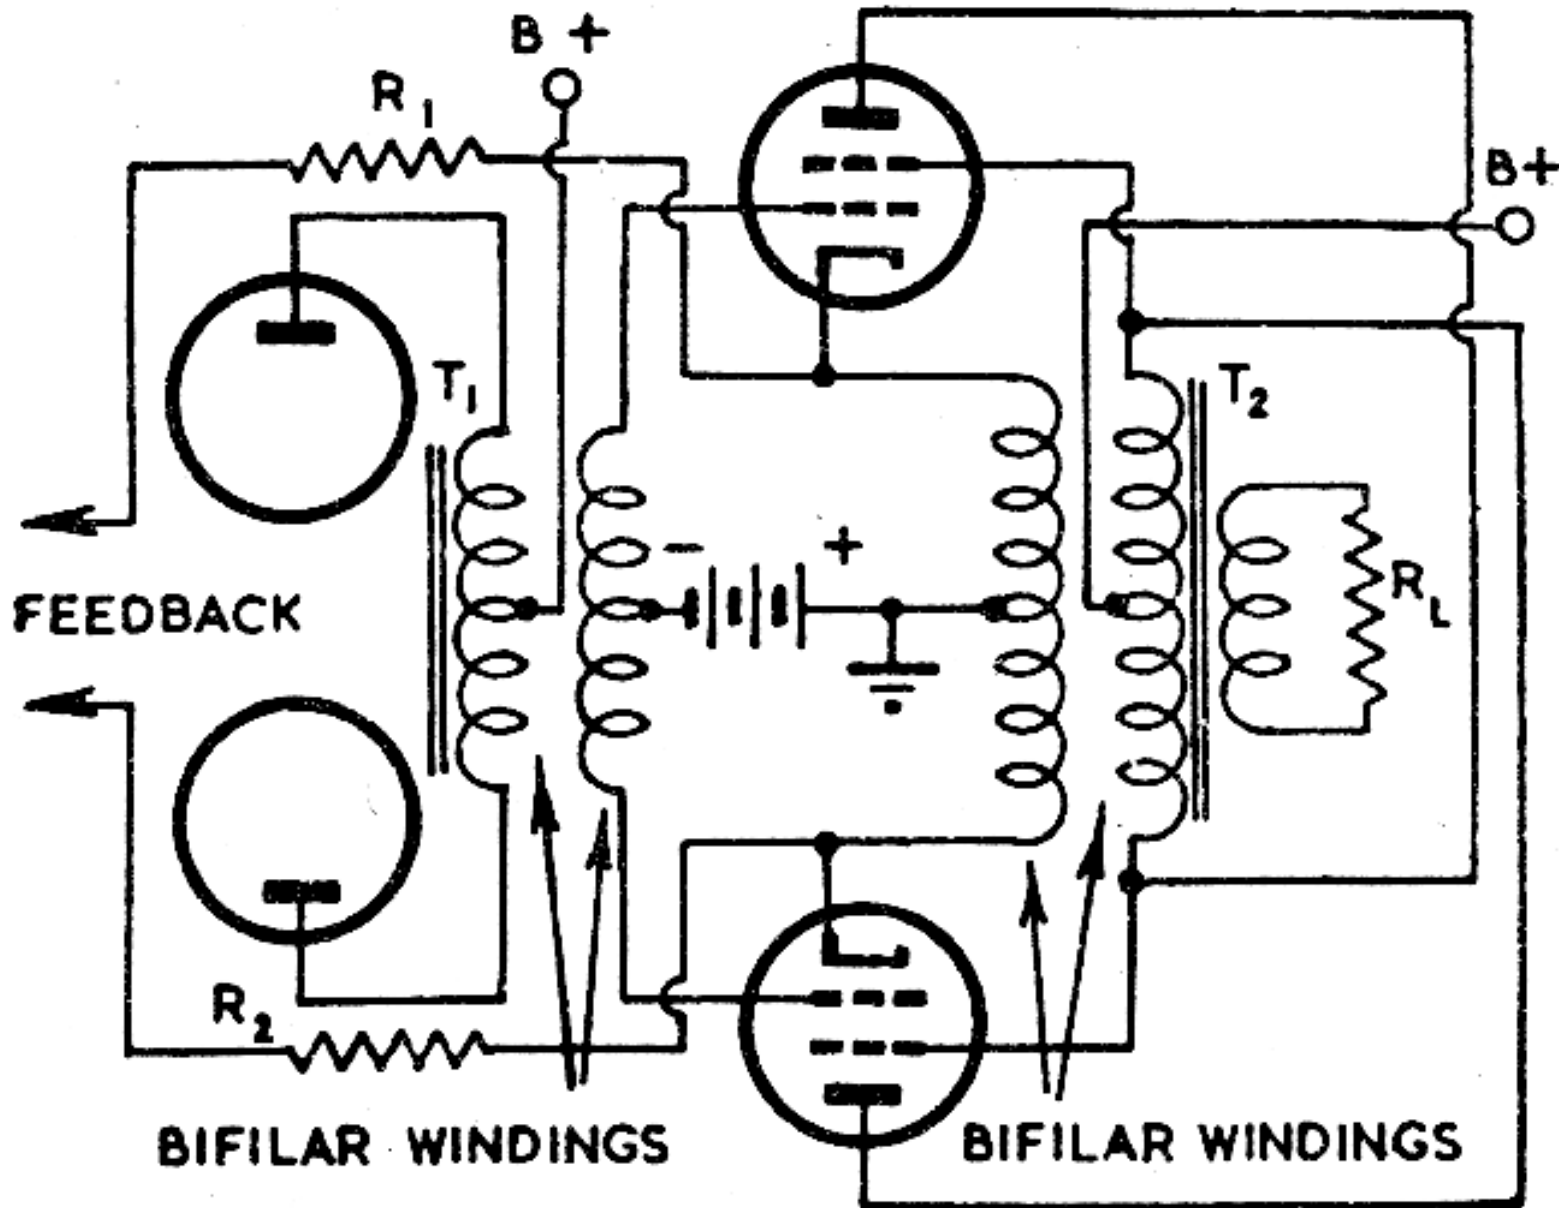 B +
R1
B+
T1
T2
- +
FEEDBACK
RL
R2
BIFILAR WINDINGS
BIFILAR WINDINGS